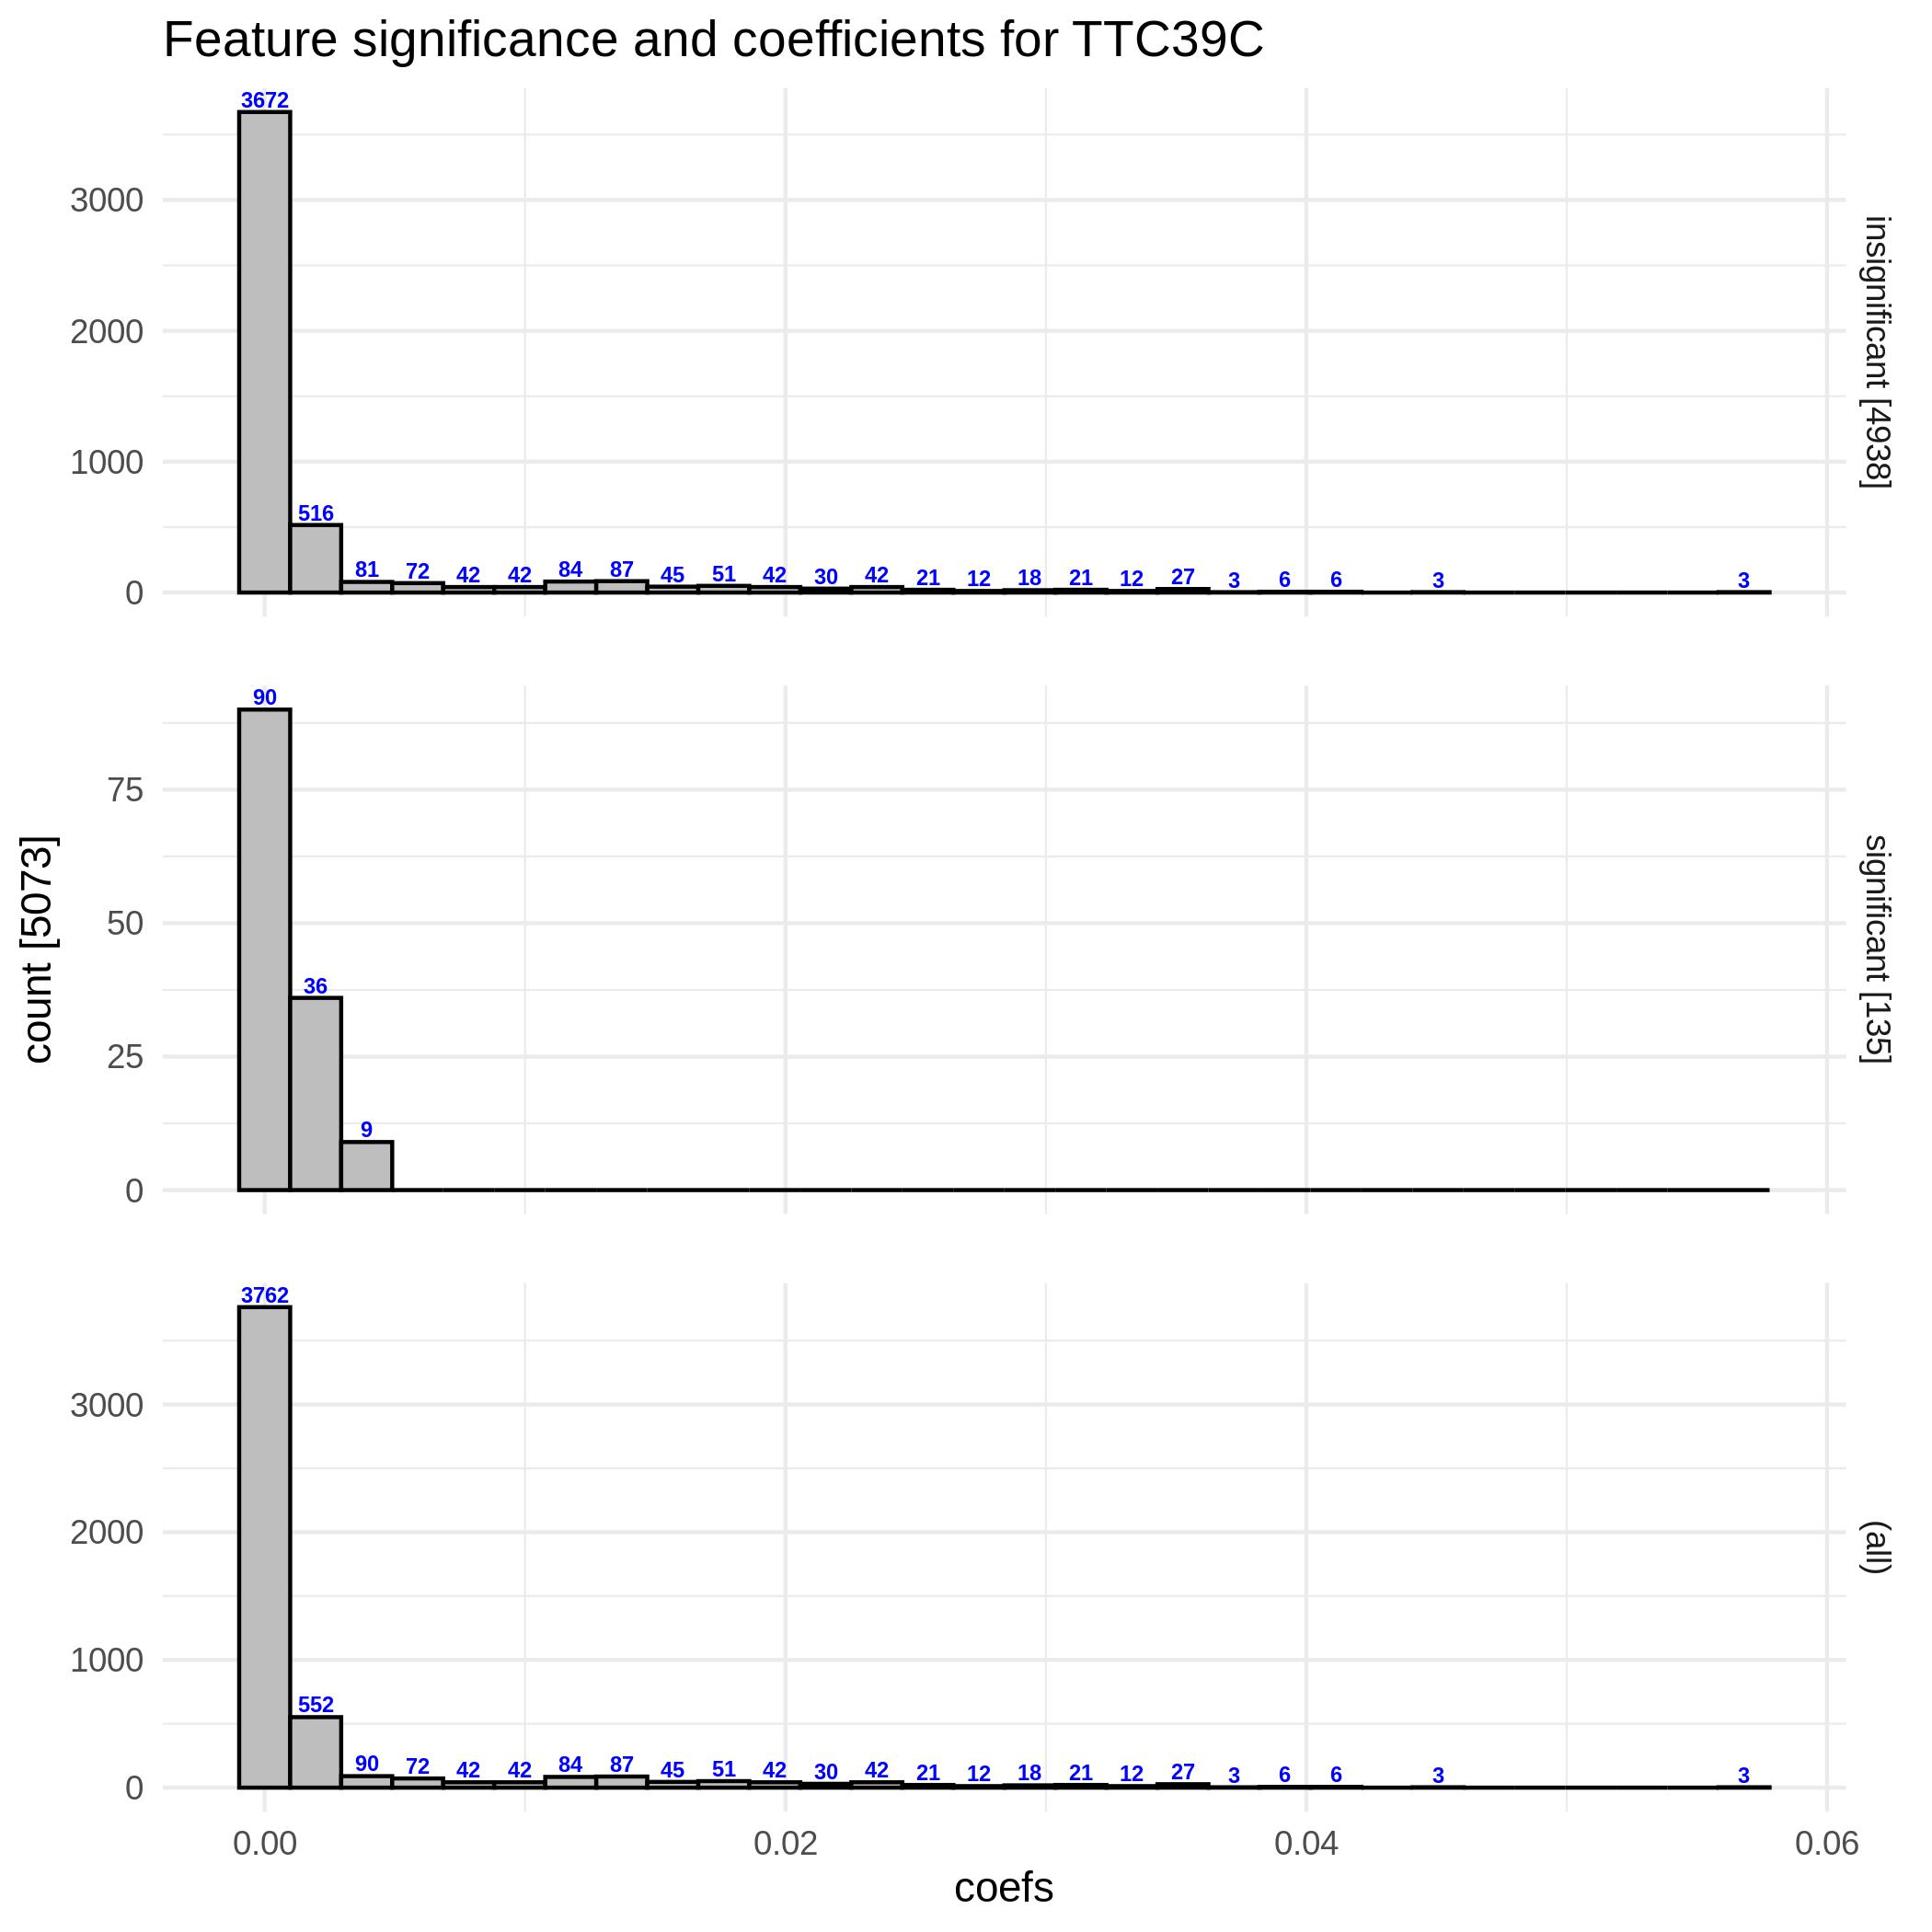 Feature significance and coefficients for TTC39C
count [5073]
3672
3000
2000
1000
0
516
81 72 42 42 84 87 45 51 42 30 42 21 12 18 21 12 27 3 6 6 3 3
insignificant [4938]
90
75
50
25
0
36
9
significant [135]
3762
3000
2000
1000
0
552
90 72 42 42 84 87 45 51 42 30 42 21 12 18 21 12 27 3 6 6 3 3
(all)
0.00 0.02 0.04 0.06
coefs